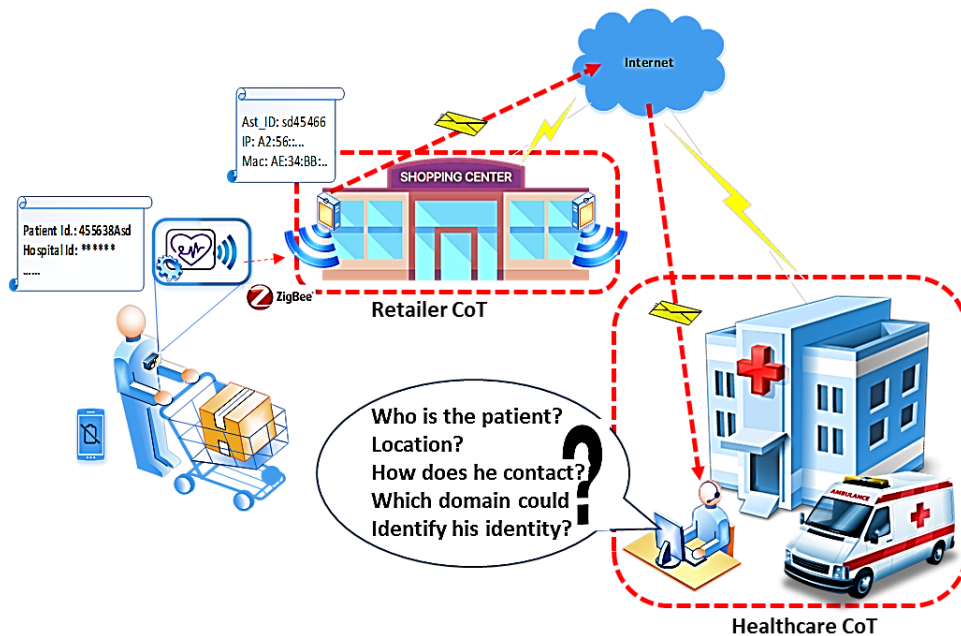 Internet
Ast_ID: sd45466
IP: A2:56::...
Mac: AE:34:BB:..
SHOPPING CENTER
Patient Id.: 455638Asd
Hospital Id: ******
......
ZigBee
Retailer CoT
Who is the patient?
Location?
How does he contact?
Which domain could
Identify his identity?
?
AMBULANCE
Healthcare CoT